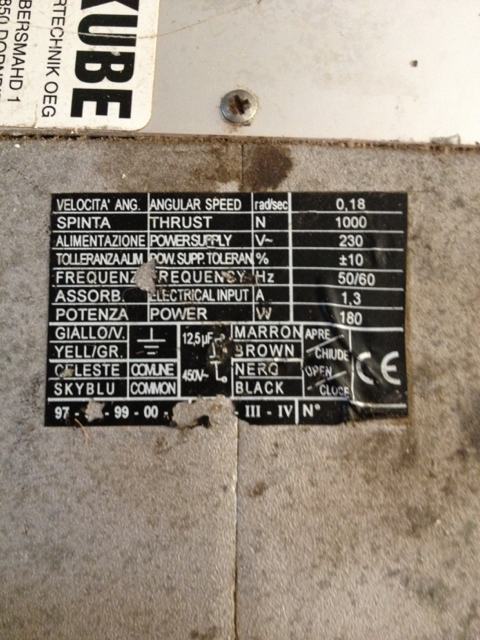 KUBE
RTECHNIK OEG
BERSMAHD 1
VELOCITA' ANG. ANGULAR SPEED rad/sec 0,18
SPINTA THRUST N 1000
ALIMENTAZIONE POWER SUPPLY V~ 230
TOLLERANZA ALIM POW. SUPP. TOLERAN. % ±10
FREQUENZ FREQUENCY Hz 50/60
ASSORB. ELECTRICAL INPUT A 1,3
POTENZA POWER W 180
GIALLO/V. 12,5 µF MARRON APRE
YELL/GR. BROWN CHIUDE
CELESTE COMUNE 450V~ NERO OPEN
SKYBLU COMMON BLACK CLOSE
CE
97 - - 99 - 00 - - III - IV N°